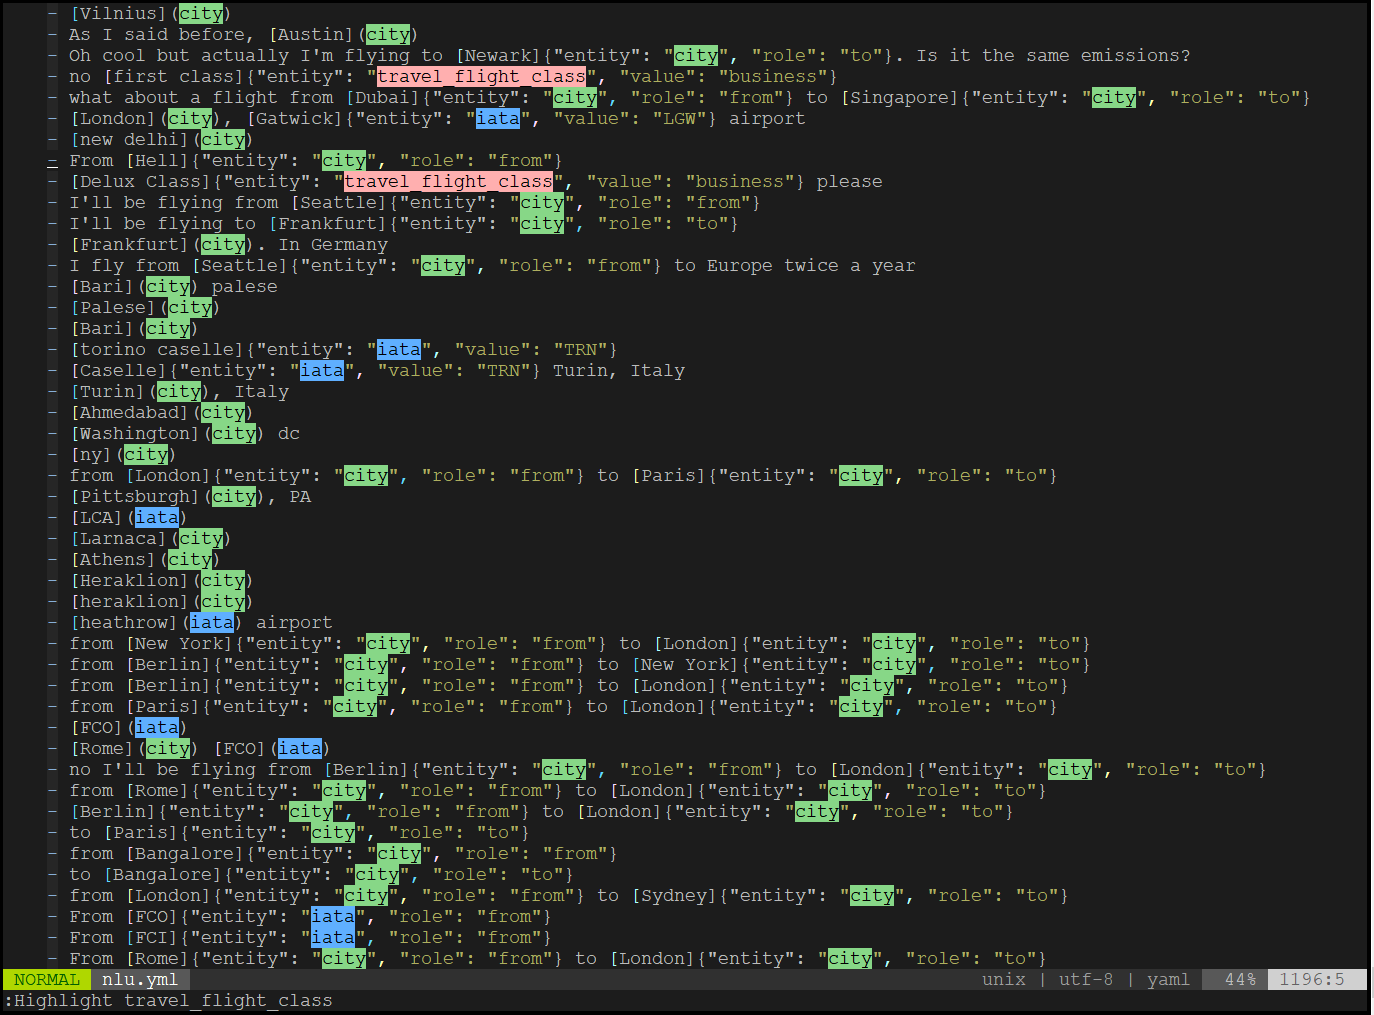 - [Vilnius](city)
- As I said before, [Austin](city)
- Oh cool but actually I'm flying to [Newark]{"entity": "city", "role": "to"}. Is it the same emissions?
- no [first class]{"entity": "travel_flight_class", "value": "business"}
- what about a flight from [Dubai]{"entity": "city", "role": "from"} to [Singapore]{"entity": "city", "role": "to"}
- [London](city), [Gatwick]{"entity": "iata", "value": "LGW"} airport
- [new delhi](city)
- From [Hell]{"entity": "city", "role": "from"}
- [Delux Class]{"entity": "travel_flight_class", "value": "business"} please
- I'll be flying from [Seattle]{"entity": "city", "role": "from"}
- I'll be flying to [Frankfurt]{"entity": "city", "role": "to"}
- [Frankfurt](city). In Germany
- I fly from [Seattle]{"entity": "city", "role": "from"} to Europe twice a year
- [Bari](city) palese
- [Palese](city)
- [Bari](city)
- [torino caselle]{"entity": "iata", "value": "TRN"}
- [Caselle]{"entity": "iata", "value": "TRN"} Turin, Italy
- [Turin](city), Italy
- [Ahmedabad](city)
- [Washington](city) dc
- [ny](city)
- from [London]{"entity": "city", "role": "from"} to [Paris]{"entity": "city", "role": "to"}
- [Pittsburgh](city), PA
- [LCA](iata)
- [Larnaca](city)
- [Athens](city)
- [Heraklion](city)
- [heraklion](city)
- [heathrow](iata) airport
- from [New York]{"entity": "city", "role": "from"} to [London]{"entity": "city", "role": "to"}
- from [Berlin]{"entity": "city", "role": "from"} to [New York]{"entity": "city", "role": "to"}
- from [Berlin]{"entity": "city", "role": "from"} to [London]{"entity": "city", "role": "to"}
- from [Paris]{"entity": "city", "role": "from"} to [London]{"entity": "city", "role": "to"}
- [FCO](iata)
- [Rome](city) [FCO](iata)
- no I'll be flying from [Berlin]{"entity": "city", "role": "from"} to [London]{"entity": "city", "role": "to"}
- from [Rome]{"entity": "city", "role": "from"} to [London]{"entity": "city", "role": "to"}
- [Berlin]{"entity": "city", "role": "from"} to [London]{"entity": "city", "role": "to"}
- to [Paris]{"entity": "city", "role": "to"}
- from [Bangalore]{"entity": "city", "role": "from"}
- to [Bangalore]{"entity": "city", "role": "to"}
- from [London]{"entity": "city", "role": "from"} to [Sydney]{"entity": "city", "role": "to"}
- From [FCO]{"entity": "iata", "role": "from"}
- From [FCI]{"entity": "iata", "role": "from"}
- From [Rome]{"entity": "city", "role": "from"} to [London]{"entity": "city", "role": "to"}
NORMAL nlu.yml unix | utf-8 | yaml 44% 1196:5
:Highlight travel_flight_class